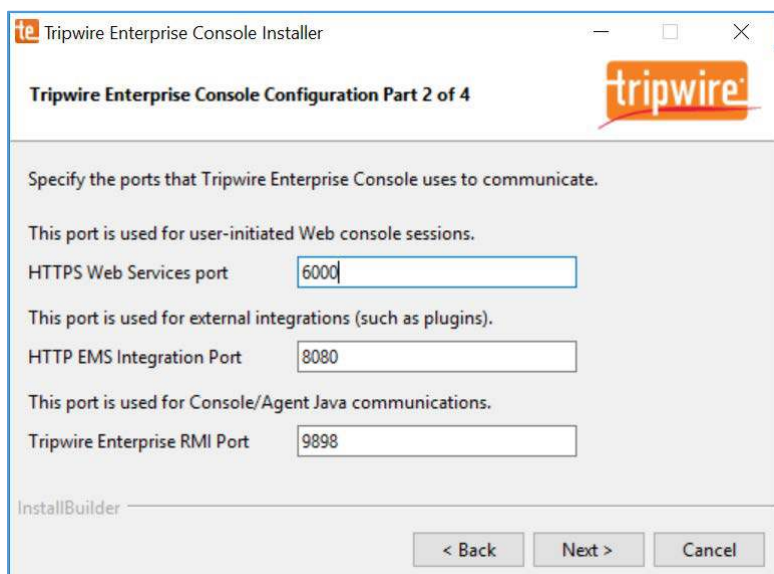 te Tripwire Enterprise Console Installer
Tripwire Enterprise Console Configuration Part 2 of 4
tripwire
Specify the ports that Tripwire Enterprise Console uses to communicate.
This port is used for user-initiated Web console sessions.
HTTPS Web Services port 6000
This port is used for external integrations (such as plugins).
HTTP EMS Integration Port 8080
This port is used for Console/Agent Java communications.
Tripwire Enterprise RMI Port 9898
InstallBuilder
< Back Next > Cancel